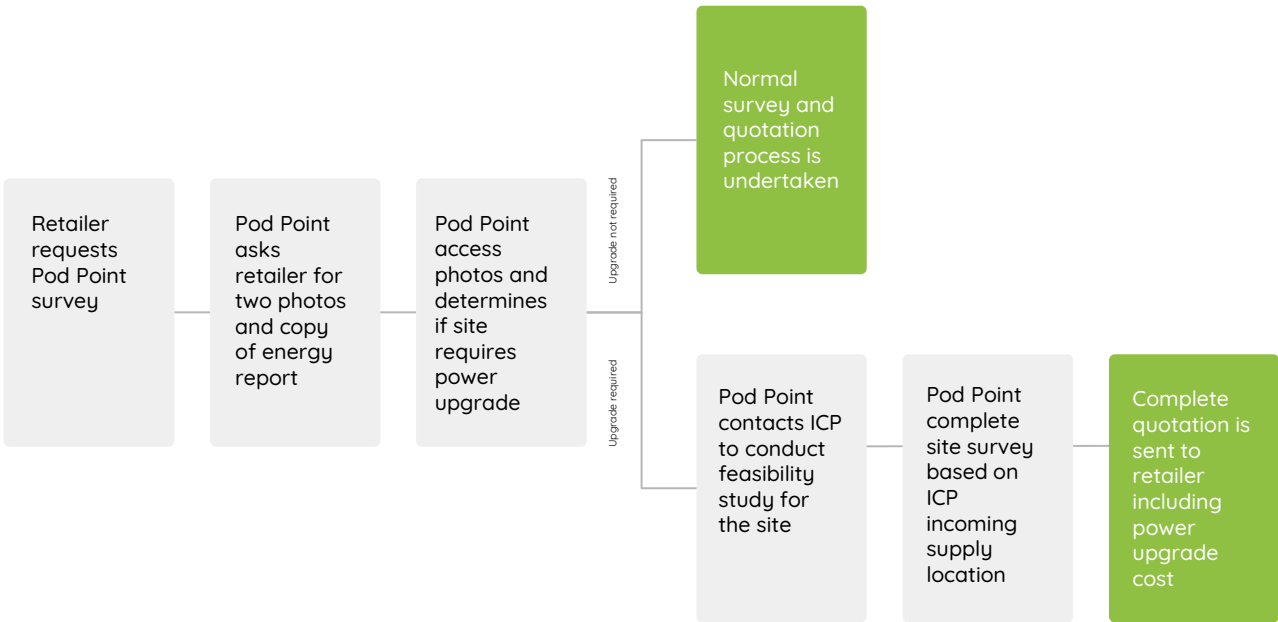 Retailer
requests
Pod Point
survey
Pod Point
asks
retailer for
two photos
and copy
of energy
report
Pod Point
access
photos and
determines
if site
requires
power
upgrade
Upgrade not required
Normal
survey and
quotation
process is
undertaken
Upgrade required
Pod Point
contacts ICP
to conduct
feasibility
study for
the site
Pod Point
complete
site survey
based on
ICP
incoming
supply
location
Complete
quotation is
sent to
retailer
including
power
upgrade
cost